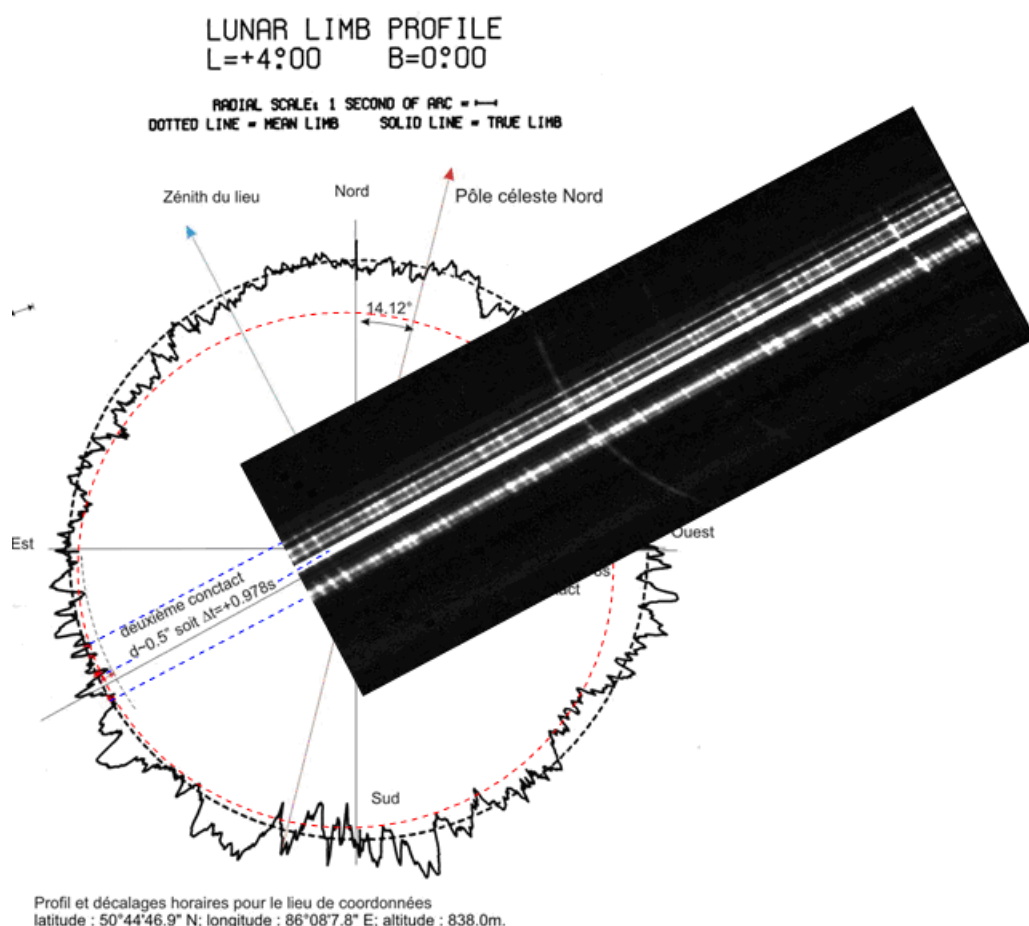 LUNAR LIMB PROFILE
L=+4°00 B=0°00
RADIAL SCALE: 1 SECOND OF ARC =
DOTTED LINE = MEAN LIMB SOLID LINE = TRUE LIMB
Zénith du lieu
Nord
Pôle céleste Nord
14.12°
Est
Ouest
deuxième conctact
d~0.5" soit Δt=+0.978s
Sud
Profil et décalages horaires pour le lieu de coordonnées
latitude : 50°44'46.9" N; longitude : 86°08'7.8" E; altitude : 838.0m.